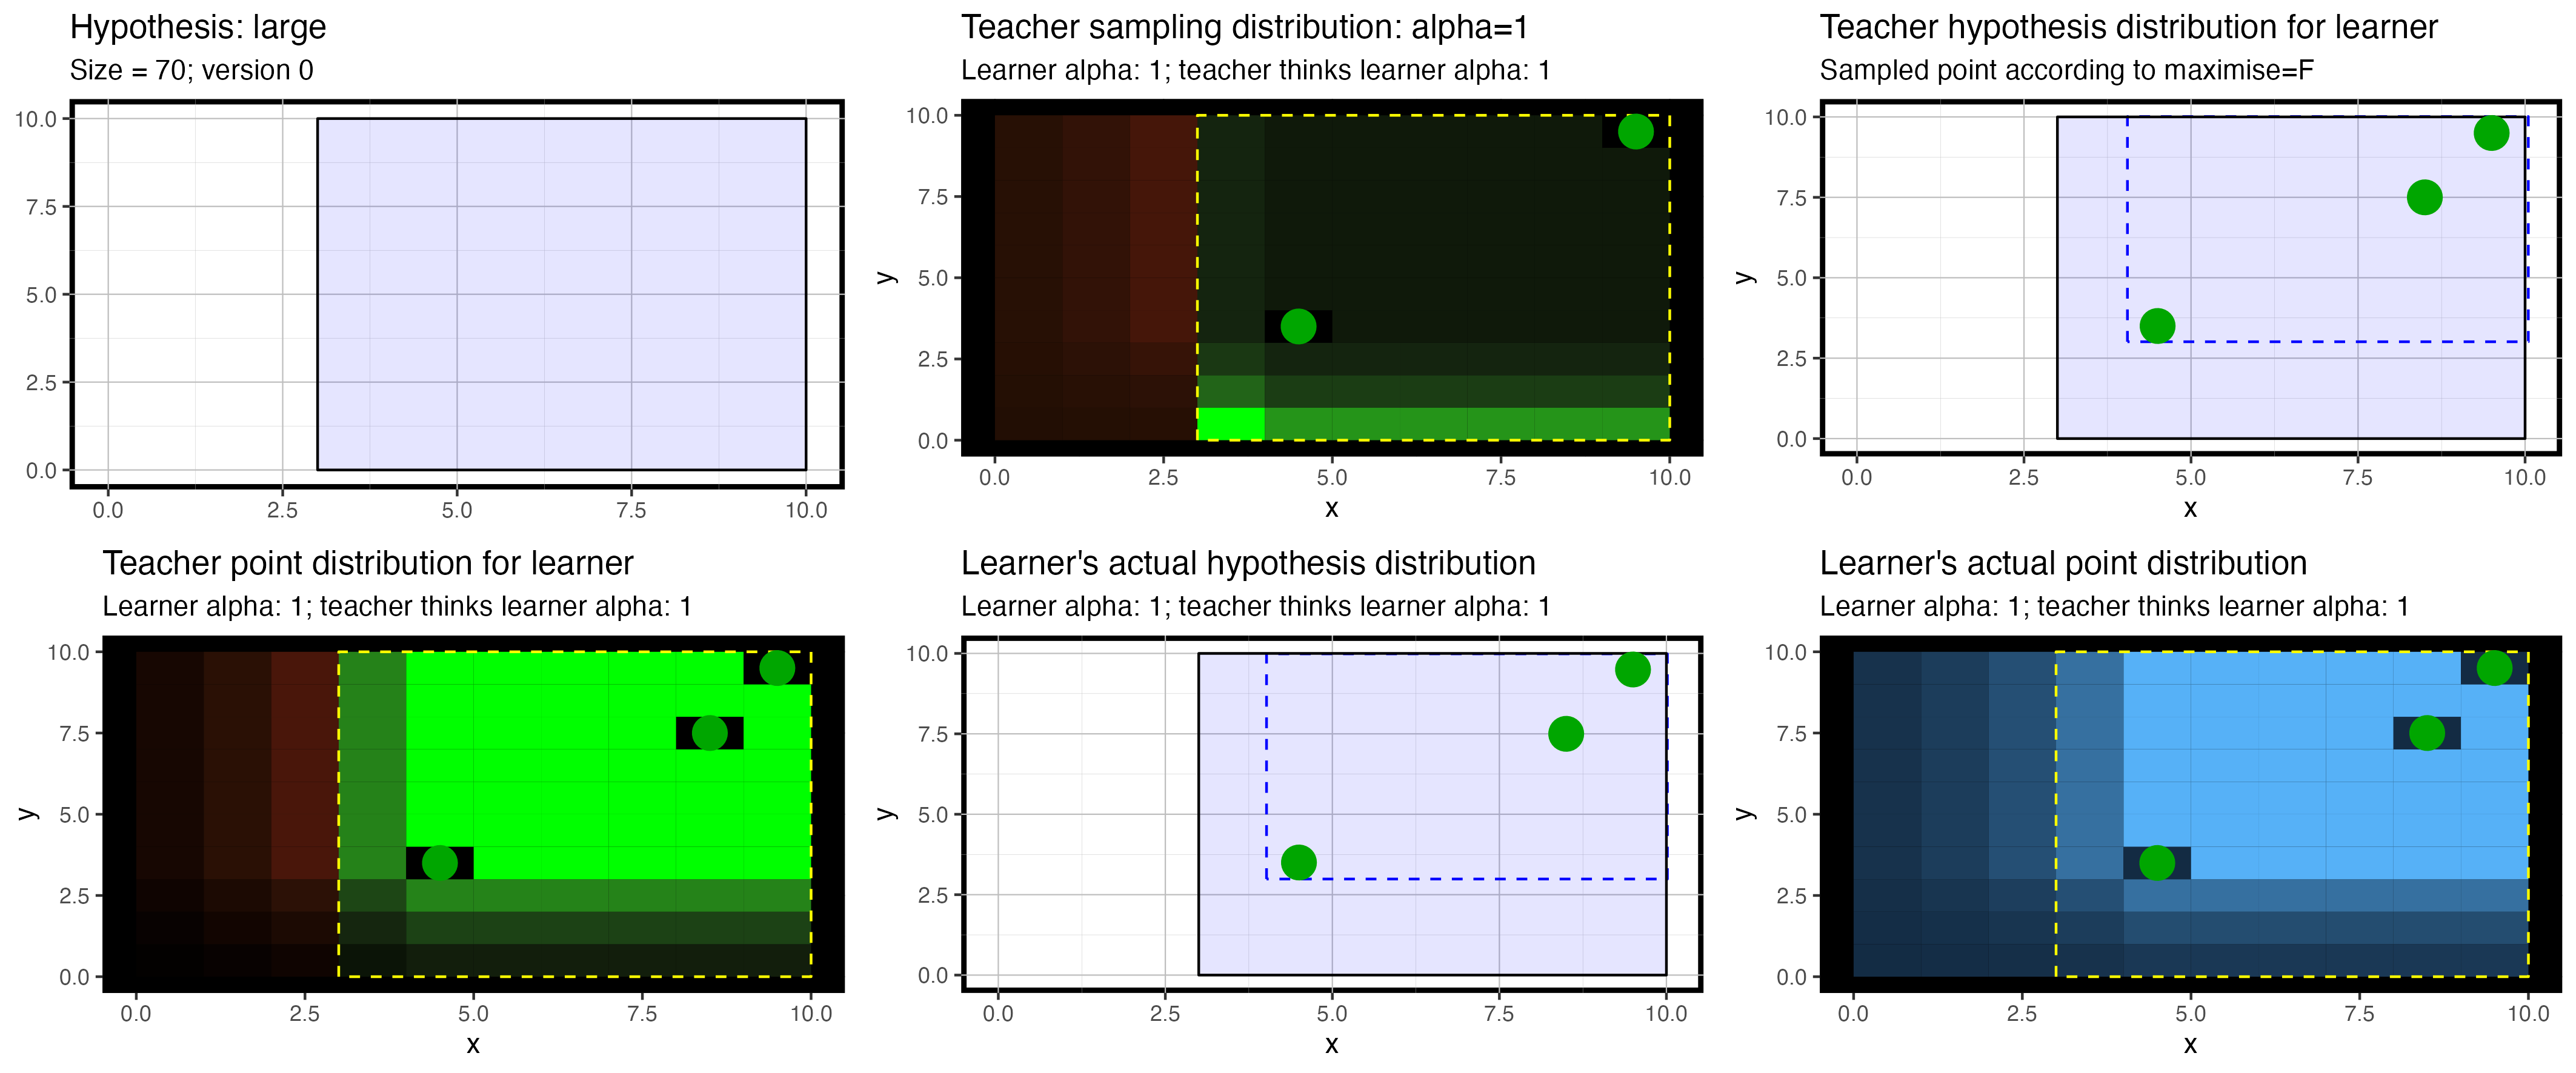 Hypothesis: large
Size = 70; version 0
10.0
7.5
5.0
2.5
0.0
0.0 2.5 5.0 7.5 10.0
Teacher sampling distribution: alpha=1
Learner alpha: 1; teacher thinks learner alpha: 1
y
10.0
7.5
5.0
2.5
0.0
0.0 2.5 5.0 7.5 10.0
x
Teacher hypothesis distribution for learner
Sampled point according to maximise=F
y
10.0
7.5
5.0
2.5
0.0
0.0 2.5 5.0 7.5 10.0
x
Teacher point distribution for learner
Learner alpha: 1; teacher thinks learner alpha: 1
y
10.0
7.5
5.0
2.5
0.0
0.0 2.5 5.0 7.5 10.0
x
Learner's actual hypothesis distribution
Learner alpha: 1; teacher thinks learner alpha: 1
y
10.0
7.5
5.0
2.5
0.0
0.0 2.5 5.0 7.5 10.0
x
Learner's actual point distribution
Learner alpha: 1; teacher thinks learner alpha: 1
y
10.0
7.5
5.0
2.5
0.0
0.0 2.5 5.0 7.5 10.0
x